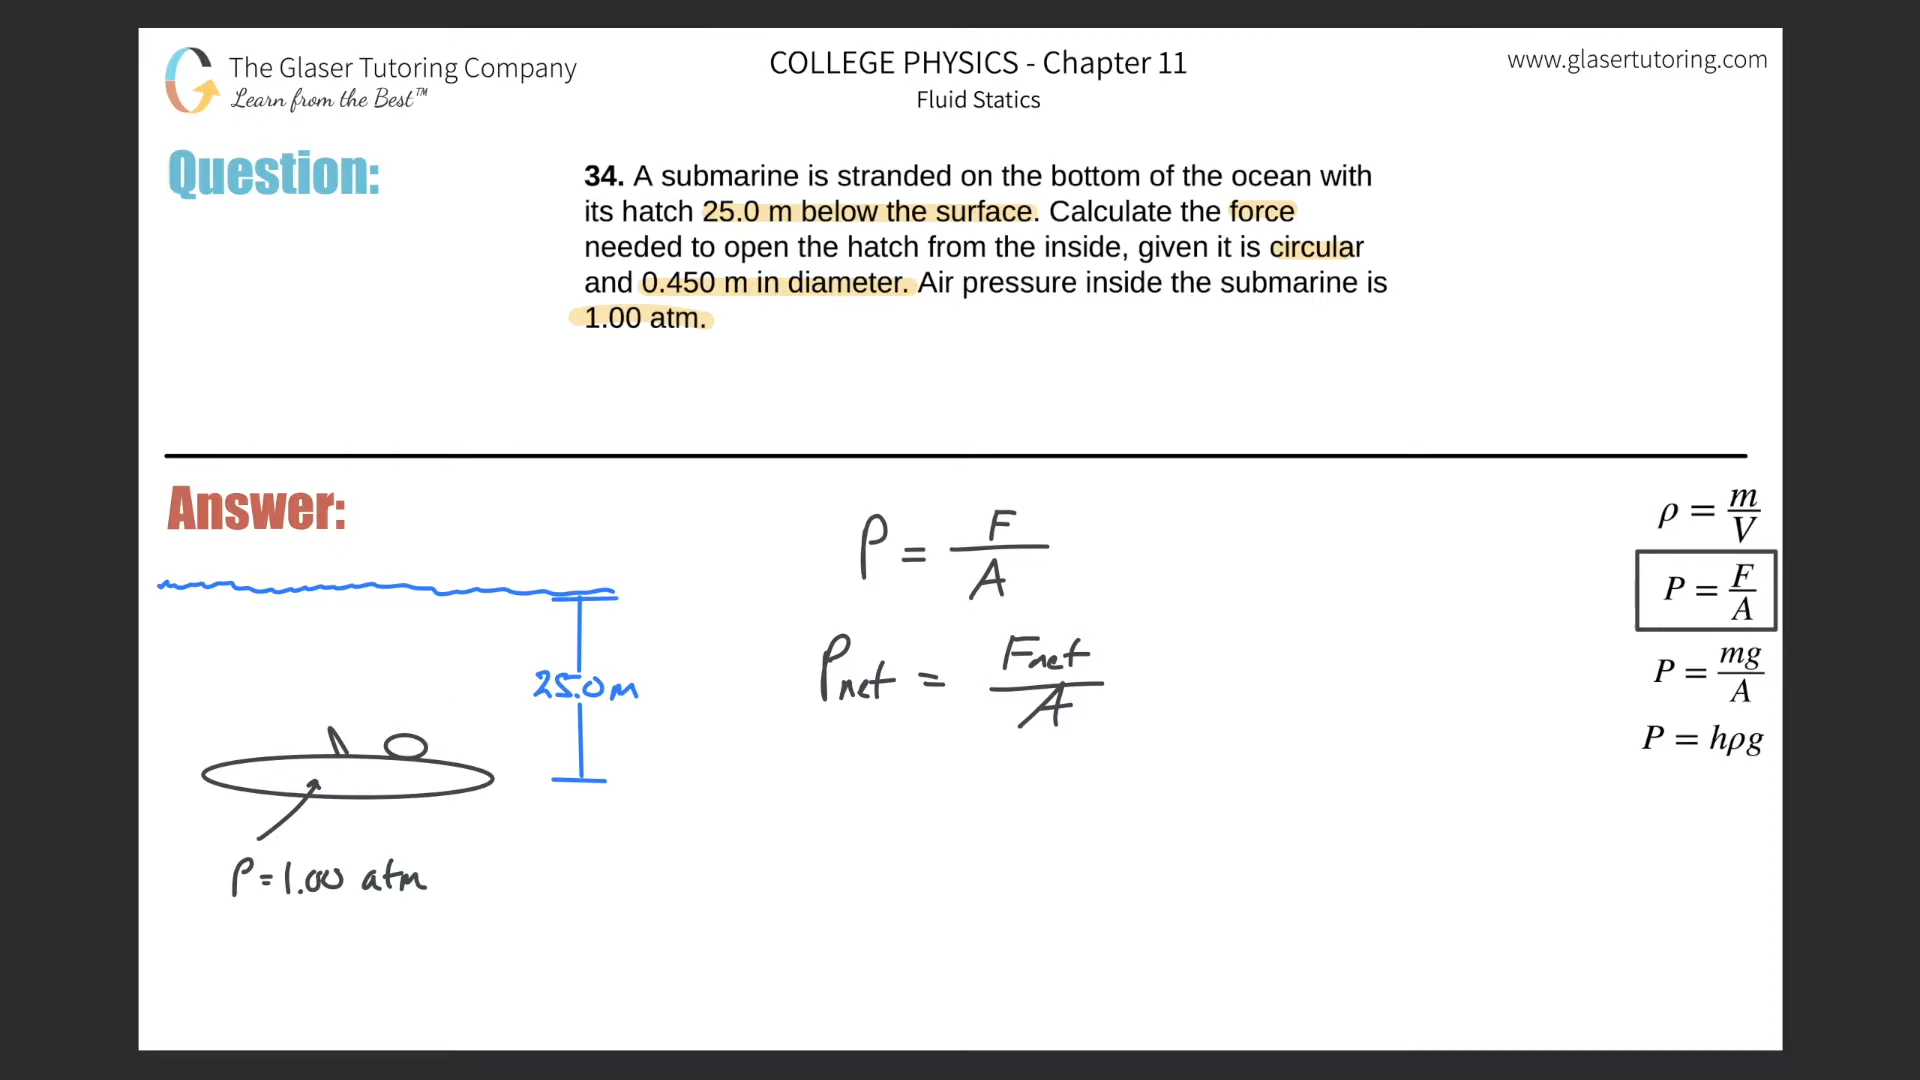 The Glaser Tutoring Company
Learn from the Best™
COLLEGE PHYSICS - Chapter 11
Fluid Statics
www.glasertutoring.com
Question:
34. A submarine is stranded on the bottom of the ocean with
its hatch 25.0 m below the surface. Calculate the force
needed to open the hatch from the inside, given it is circular
and 0.450 m in diameter. Air pressure inside the submarine is
1.00 atm.
Answer:
P = F/A
Pnet = Fnet/A
25.0m
P=1.00 atm
ρ = m/V
P = F/A
P = mg/A
P = hρg